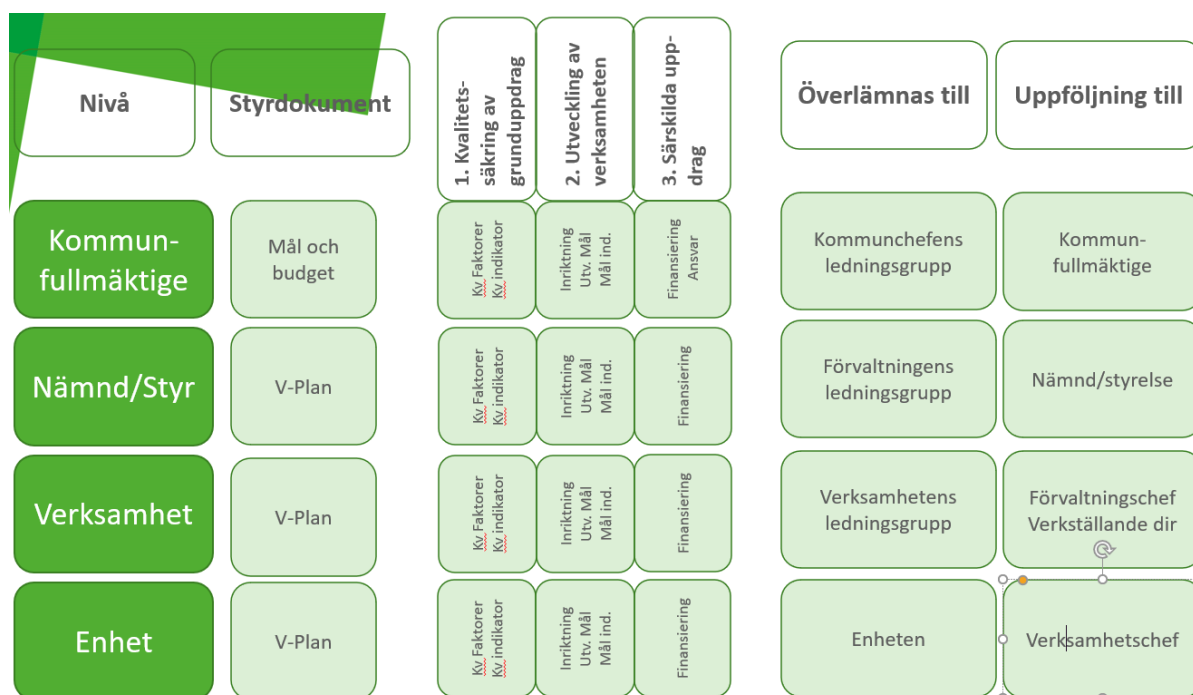 Nivå
Styrdokument
1. Kvalitets-
säkring av
grunduppdrag
2. Utveckling av
verksamheten
3. Särskilda upp-
drag
Överlämnas till
Uppföljning till
Kommun-
fullmäktige
Mål och
budget
Kv Faktorer
Kv indikator
Inriktning
Utv. Mål
Mål ind.
Finansiering
Ansvar
Kommunchefens
ledningsgrupp
Kommun-
fullmäktige
Nämnd/Styr
V-Plan
Kv Faktorer
Kv indikator
Inriktning
Utv. Mål
Mål ind.
Finansiering
Förvaltningens
ledningsgrupp
Nämnd/styrelse
Verksamhet
V-Plan
Kv Faktorer
Kv indikator
Inriktning
Utv. Mål
Mål ind.
Finansiering
Verksamhetens
ledningsgrupp
Förvaltningschef
Verkställande dir
Enhet
V-Plan
Kv Faktorer
Kv indikator
Inriktning
Utv. Mål
Mål ind.
Finansiering
Enheten
Verksamhetschef